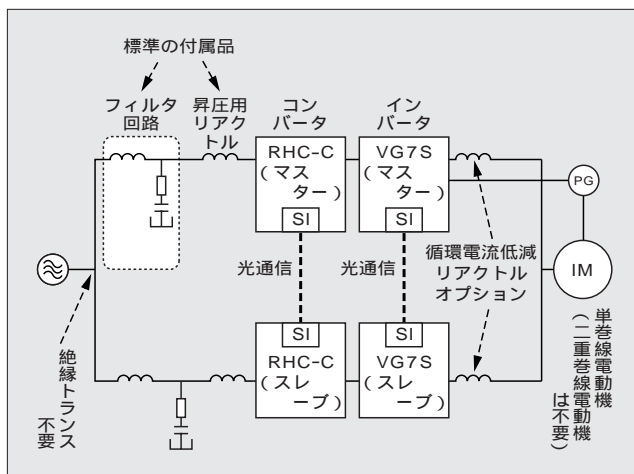 標準の付属品
フィルタ
回路
昇圧用
リアク
トル
コン
バータ
イン
バータ
RHC-C
(マス
ター)
SI
VG7S
(マス
ター)
SI
PG
光通信
光通信
循環電流低減
リアクトル
オプション
IM
SI
RHC-C
(スレ
ーブ)
SI
VG7S
(スレ
ーブ)
絶縁トランス
不要
単巻線電動機
(二重巻線電動機
は不要)